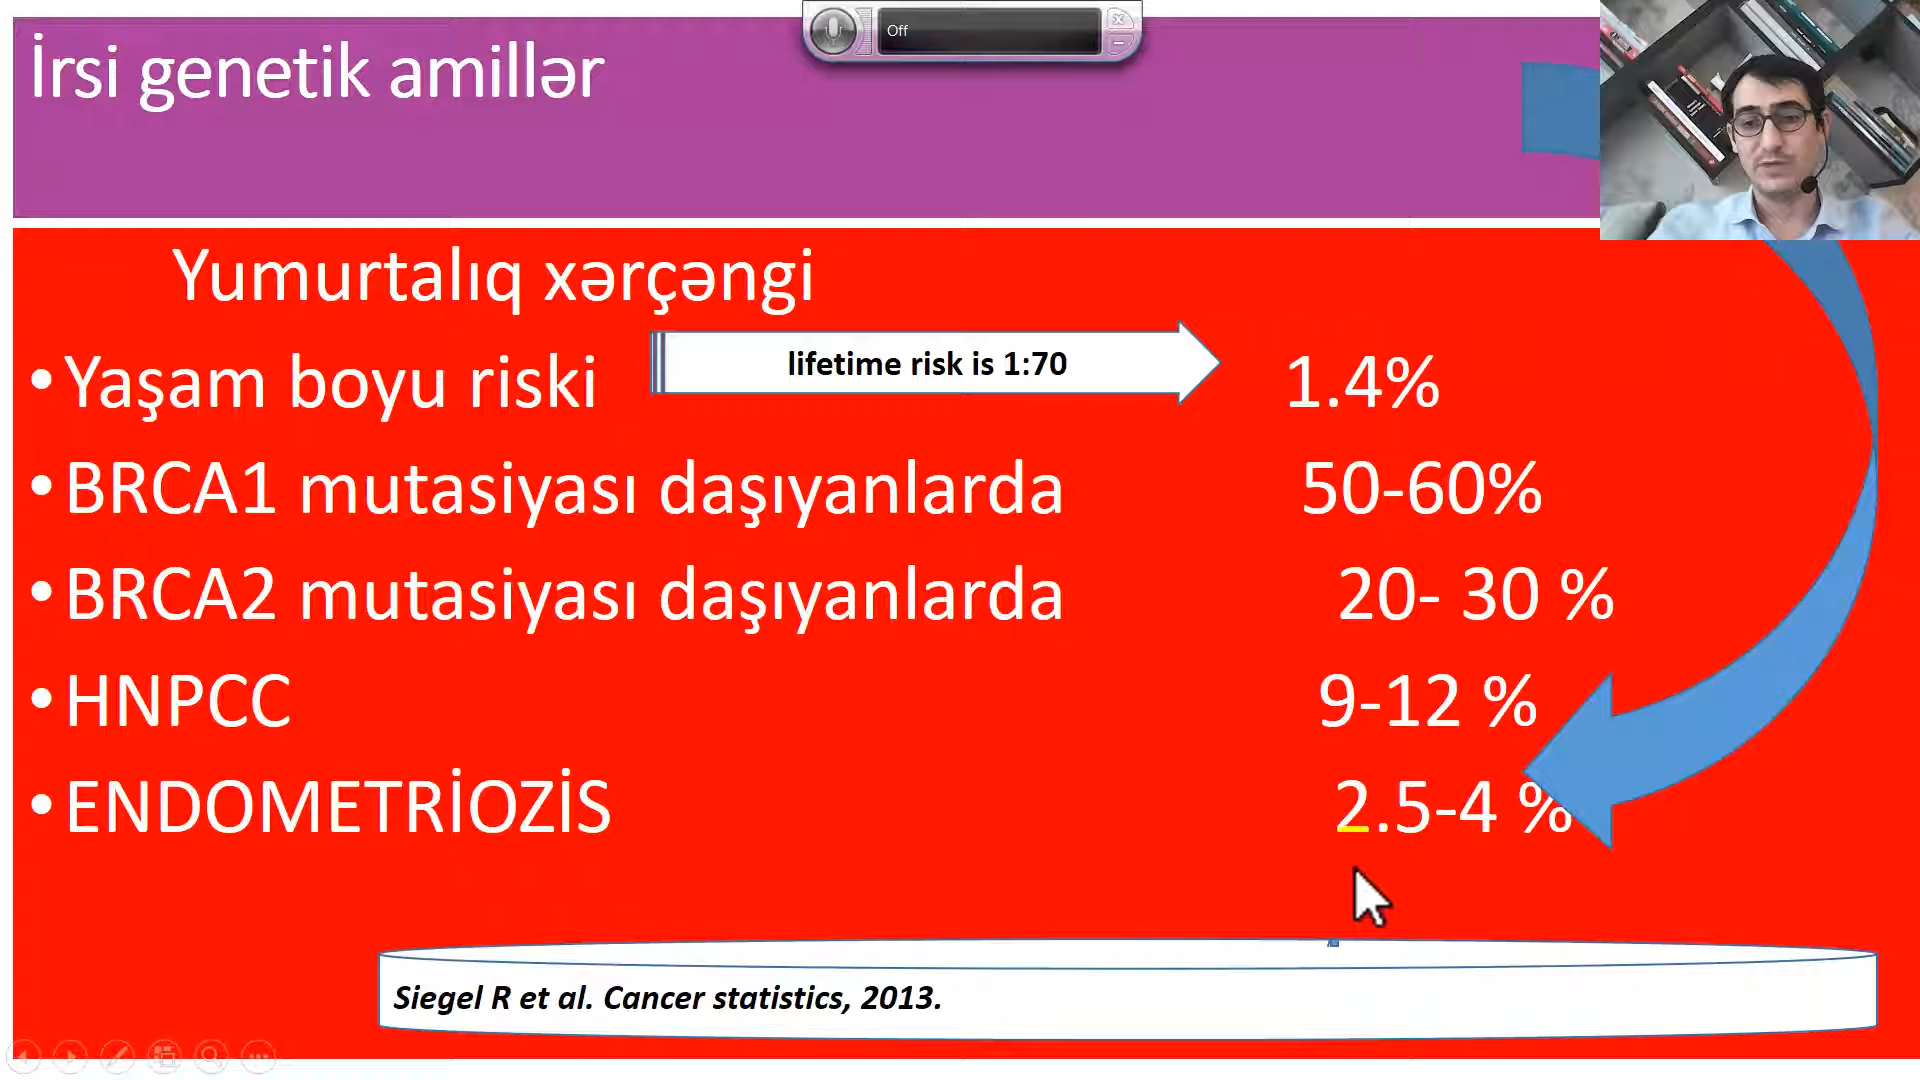 Off
İrsi genetik amillər
Yumurtalıq xərçəngi
•Yaşam boyu riski lifetime risk is 1:70 1.4%
•BRCA1 mutasiyası daşıyanlarda 50-60%
•BRCA2 mutasiyası daşıyanlarda 20- 30 %
•HNPCC 9-12 %
•ENDOMETRİOZİS 2.5-4 %
Siegel R et al. Cancer statistics, 2013.